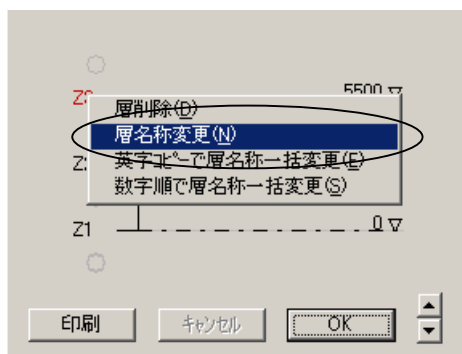 5500
層削除(D)
層名称変更(N)
英字コピーで層名称一括変更(E)
数字順で層名称一括変更(S)
Z1 0
印刷 キャンセル OK